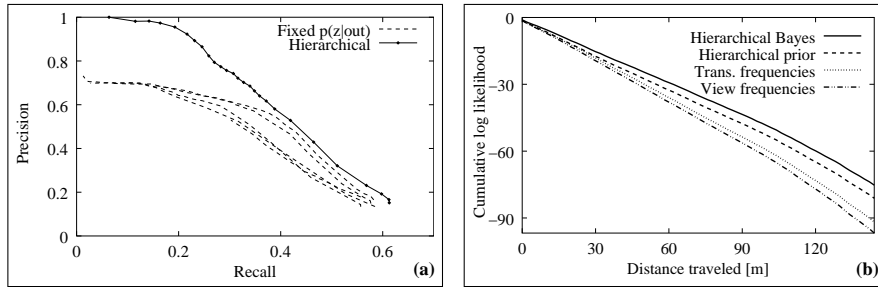 1
0.8
0.6
0.4
0.2
0
0
0.2
0.4
0.6
Precision
Recall
Fixed p(z|out)
Hierarchical
(a)
0
−30
−60
−90
0
30
60
90
120
Cumulative log likelihood
Distance traveled [m]
Hierarchical Bayes
Hierarchical prior
Trans. frequencies
View frequencies
(b)